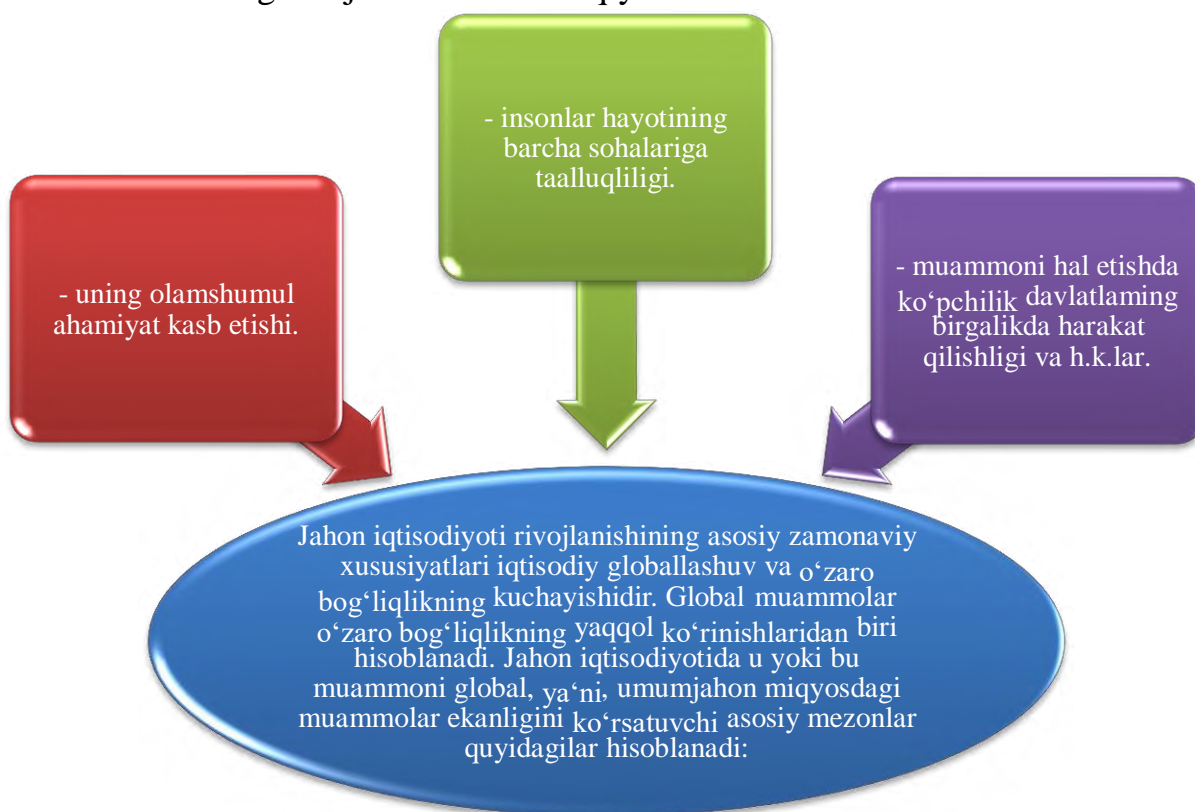 - insonlar hayotining
barcha sohalariga
taalluqliligi.
- uning olamshumul
ahamiyat kasb etishi.
- muammoni hal etishda
ko‘pchilik davlatlaming
birgalikda harakat
qilishligi va h.k.lar.
Jahon iqtisodiyoti rivojlanishining asosiy zamonaviy
xususiyatlari iqtisodiy globallashuv va o‘zaro
bog‘liqlikning kuchayishidir. Global muammolar
o‘zaro bog‘liqlikning yaqqol ko‘rinishlaridan biri
hisoblanadi. Jahon iqtisodiyotida u yoki bu
muammoni global, ya‘ni, umumjahon miqyosdagi
muammolar ekanligini ko‘rsatuvchi asosiy mezonlar
quyidagilar hisoblanadi: